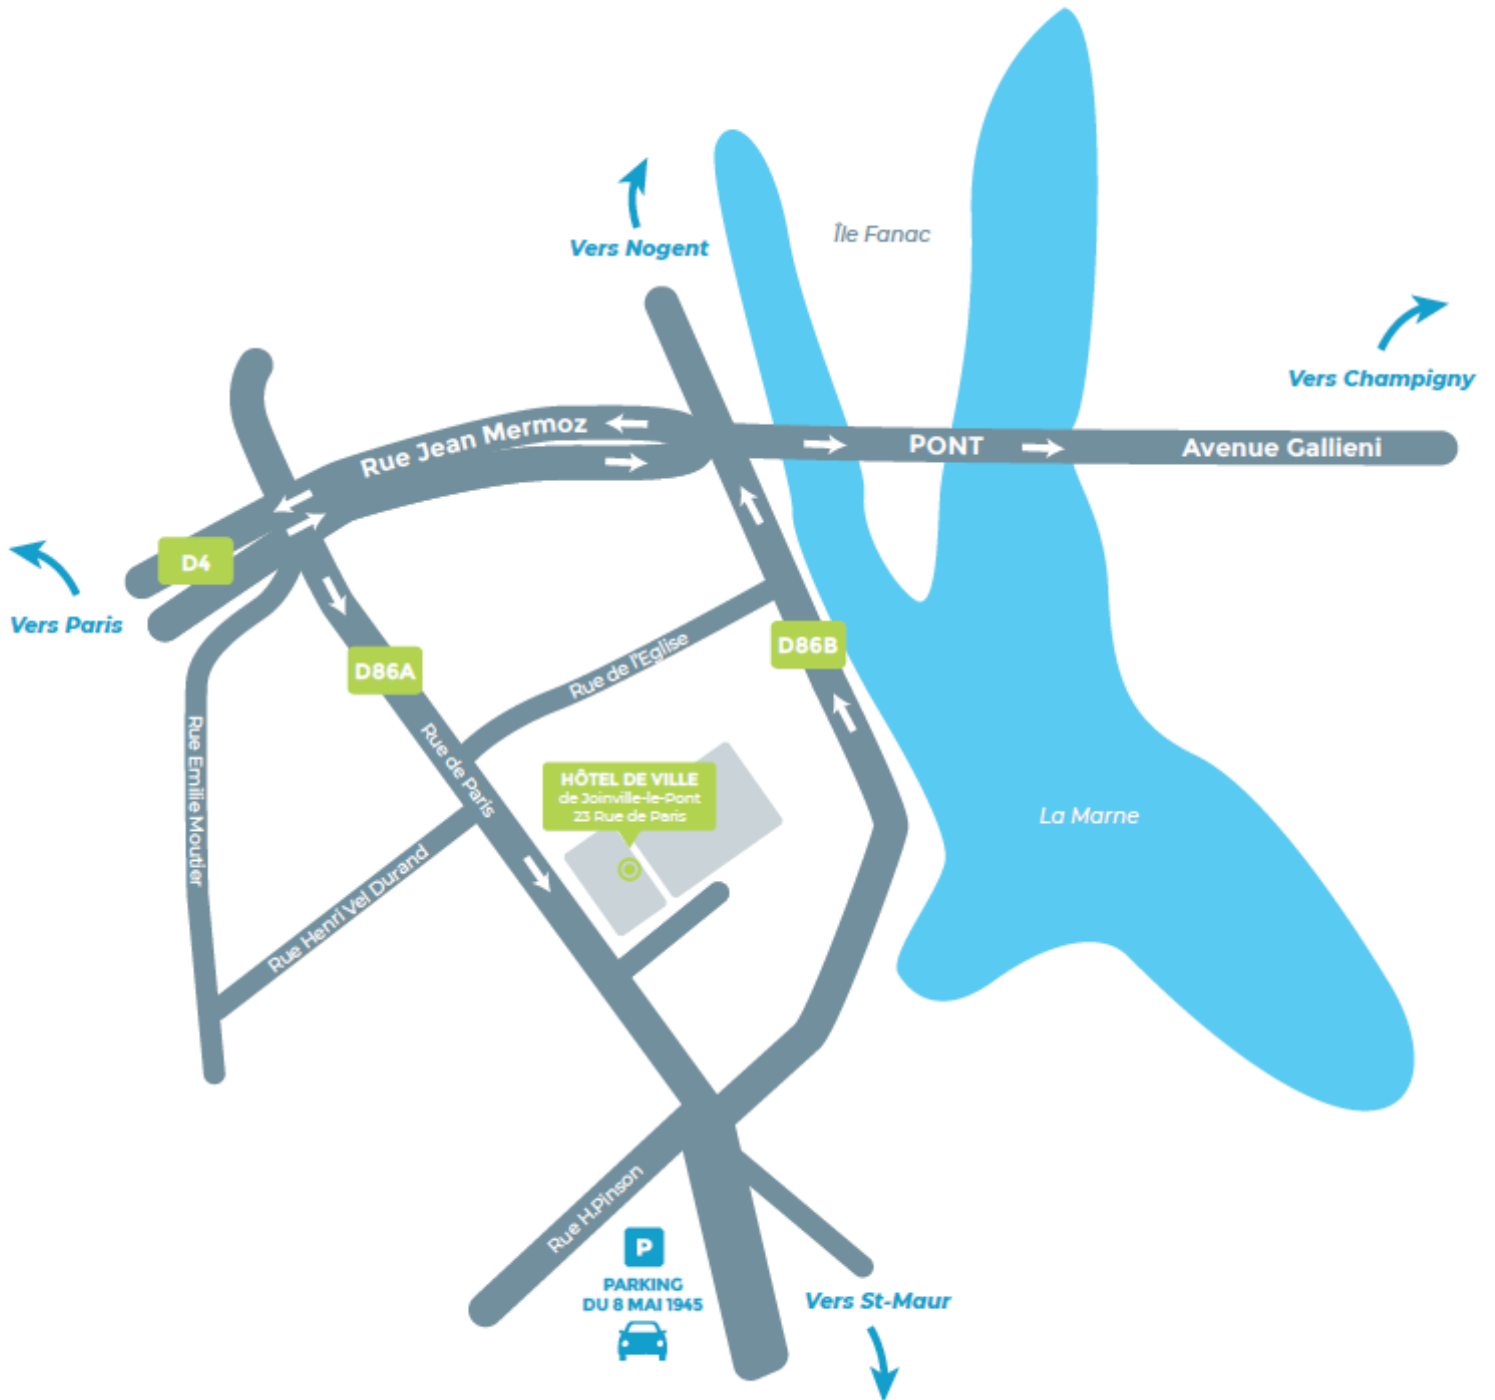 Île Fanac
Vers Nogent
Vers Champigny
Rue Jean Mermoz
PONT
Avenue Gallieni
D4
Vers Paris
D86A
D86B
Rue de l'Eglise
Rue Emilie Moutier
Rue de Paris
HÔTEL DE VILLE
de Joinville-le-Pont
23 Rue de Paris
La Marne
Rue Henri Vel Durand
Rue H.Pinson
P
PARKING
DU 8 MAI 1945
Vers St-Maur